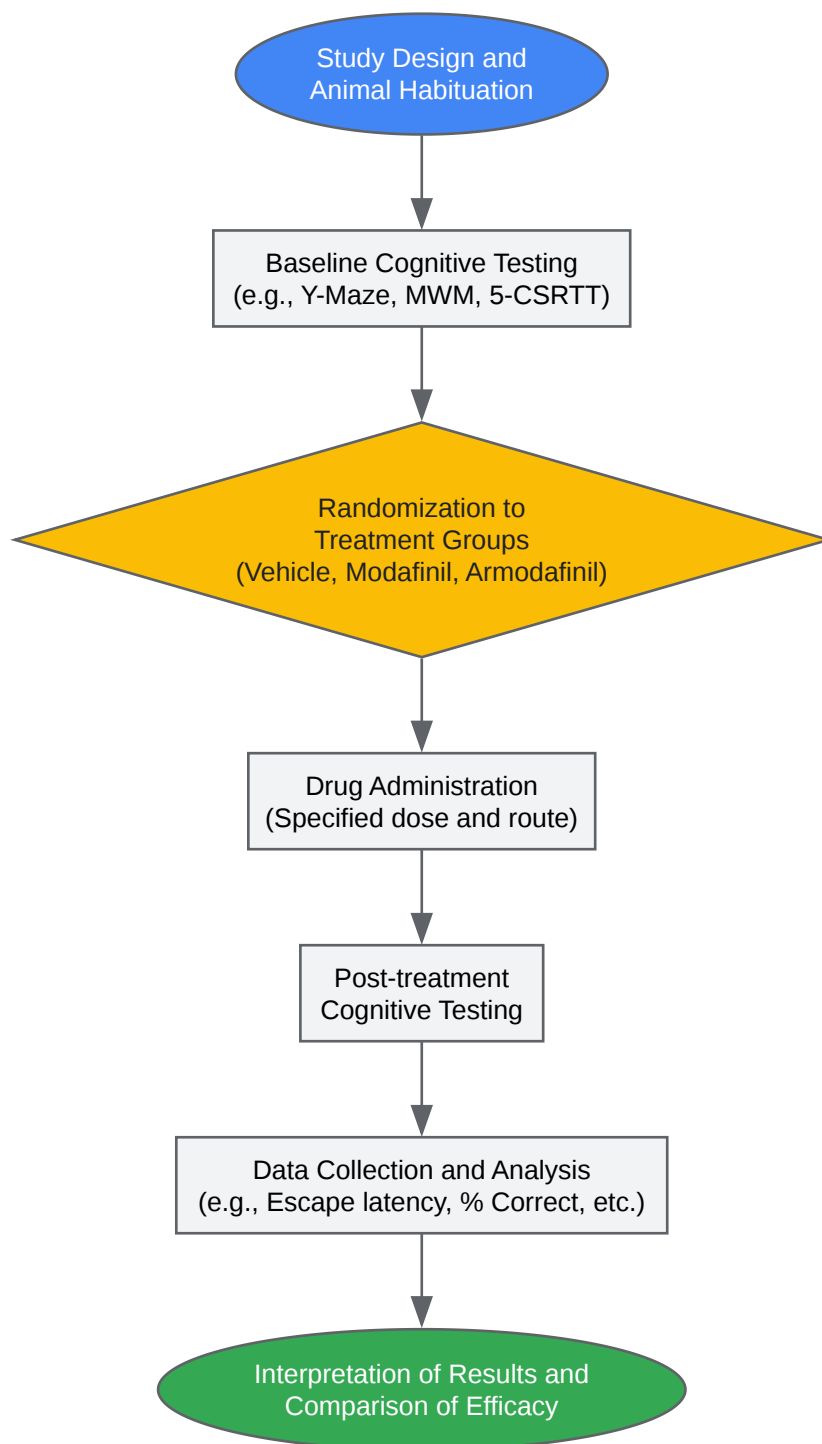 Study Design and
Animal Habituation
Baseline Cognitive Testing
(e.g., Y-Maze, MWM, 5-CSRTT)
Randomization to
Treatment Groups
(Vehicle, Modafinil, Armodafinil)
Drug Administration
(Specified dose and route)
Post-treatment
Cognitive Testing
Data Collection and Analysis
(e.g., Escape latency, % Correct, etc.)
Interpretation of Results and
Comparison of Efficacy